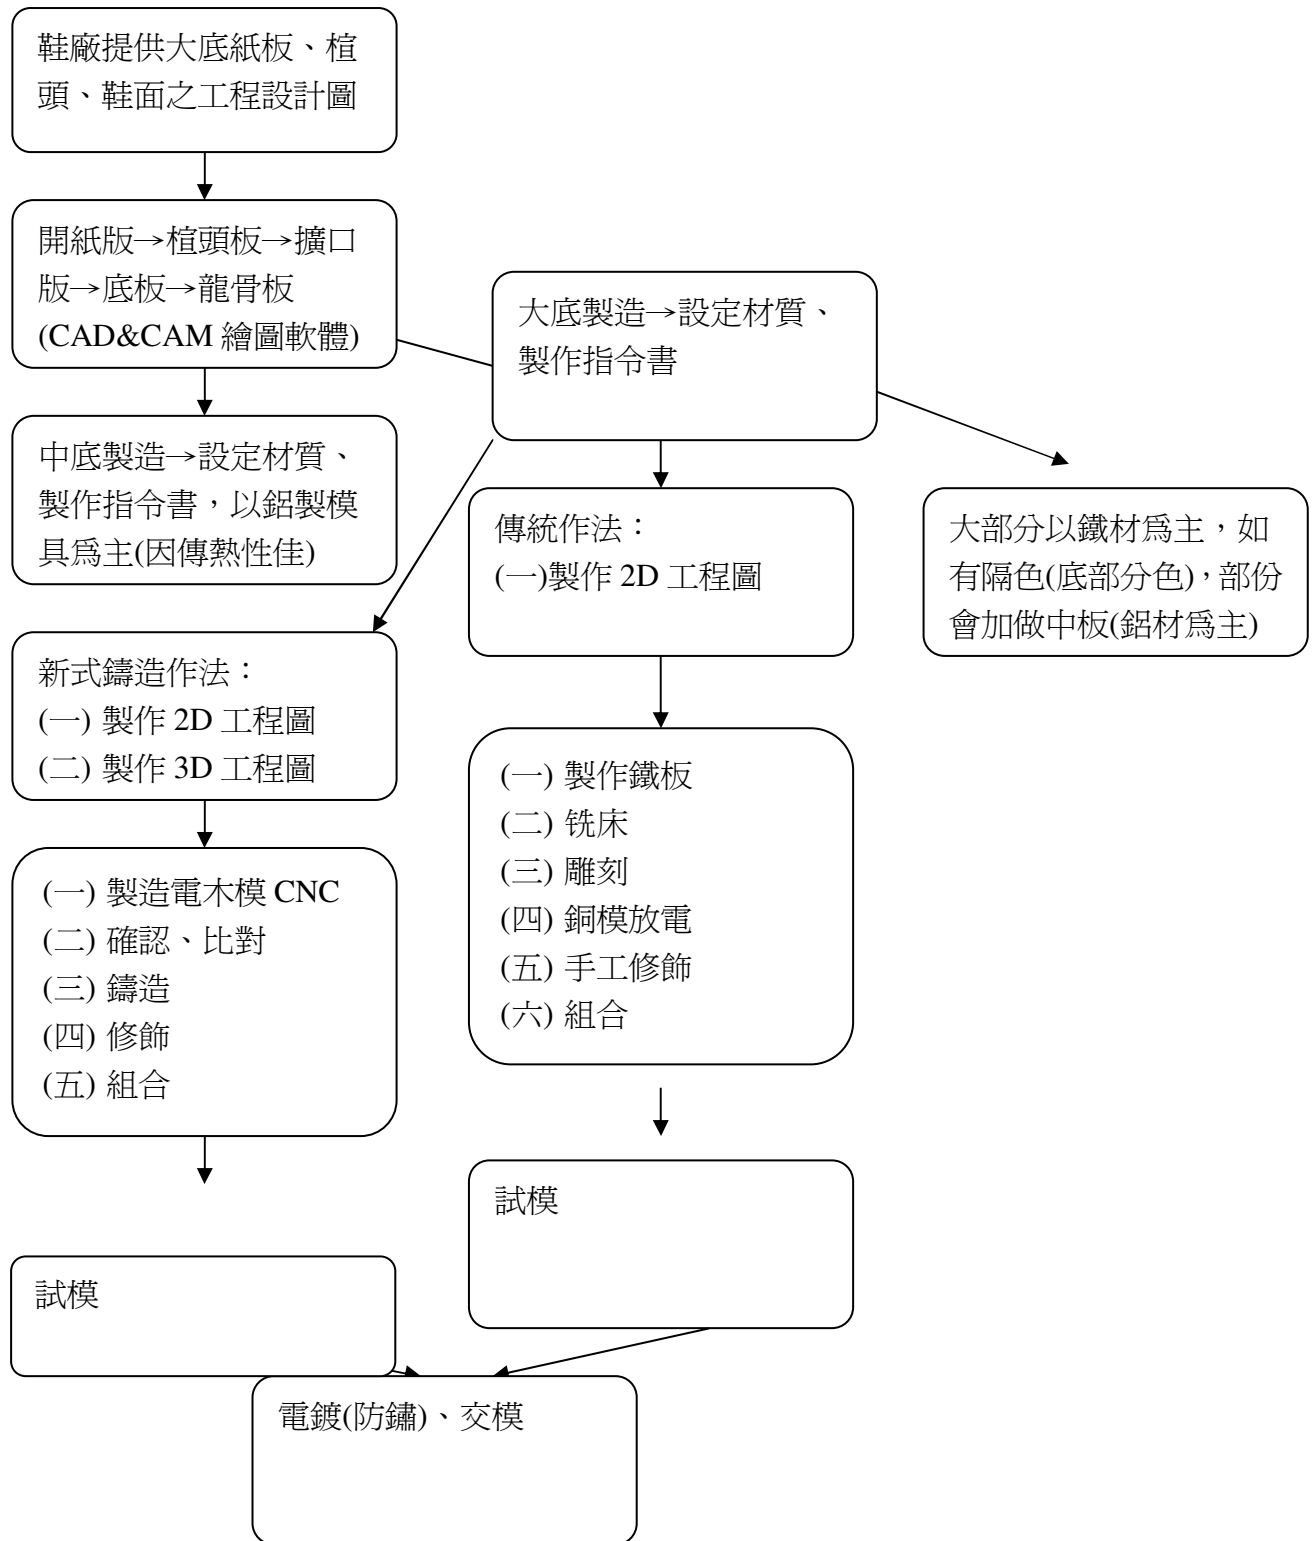 鞋廠提供大底紙板、楦
頭、鞋面之工程設計圖
開紙版→楦頭板→擴口
版→底板→龍骨板
(CAD&CAM 繪圖軟體)
大底製造→設定材質、
製作指令書
中底製造→設定材質、
製作指令書，以鋁製模
具爲主(因傳熱性佳)
傳統作法：
(一)製作 2D 工程圖
大部分以鐵材爲主，如
有隔色(底部分色)，部份
會加做中板(鋁材爲主)
新式鑄造作法：
(一) 製作 2D 工程圖
(二) 製作 3D 工程圖
(一) 製作鐵板
(二) 铣床
(三) 雕刻
(四) 銅模放電
(五) 手工修飾
(六) 組合
(一) 製造電木模 CNC
(二) 確認、比對
(三) 鑄造
(四) 修飾
(五) 組合
試模
試模
電鍍(防鏽)、交模